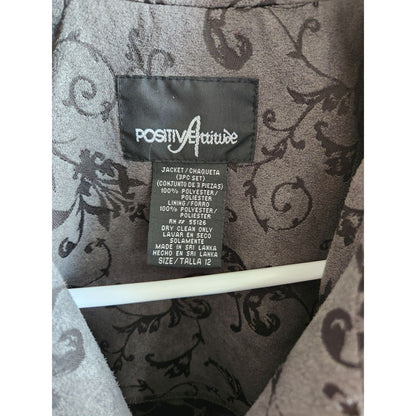 POSITIVE Attitude
JACKET/CHAQUETA
(3PC SET)
(CONJUNTO DE 3 PIEZAS)
100% POLYESTER/
POLIESTER
LINING/FORRO
100% POLYESTER/
POLIESTER
RN# 55126
DRY CLEAN ONLY
LAVAR EN SECO
SOLAMENTE
MADE IN SRI LANKA
HECHO EN SRI LANKA
SIZE/TALLA 12